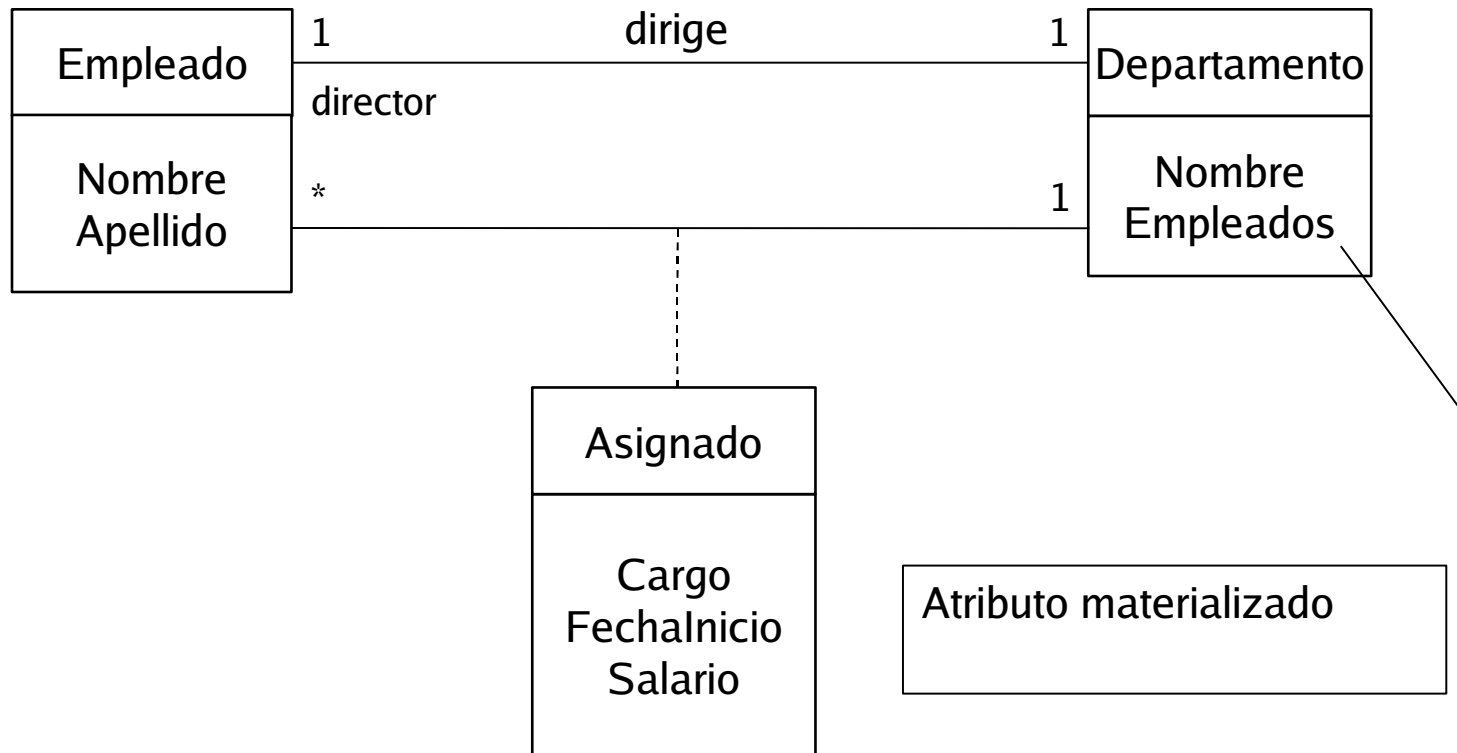 Empleado
1
dirige
1
Departamento
director
Nombre
Apellido
*
1
Nombre
Empleados
Asignado
Cargo
FechaInicio
Salario
Atributo materializado